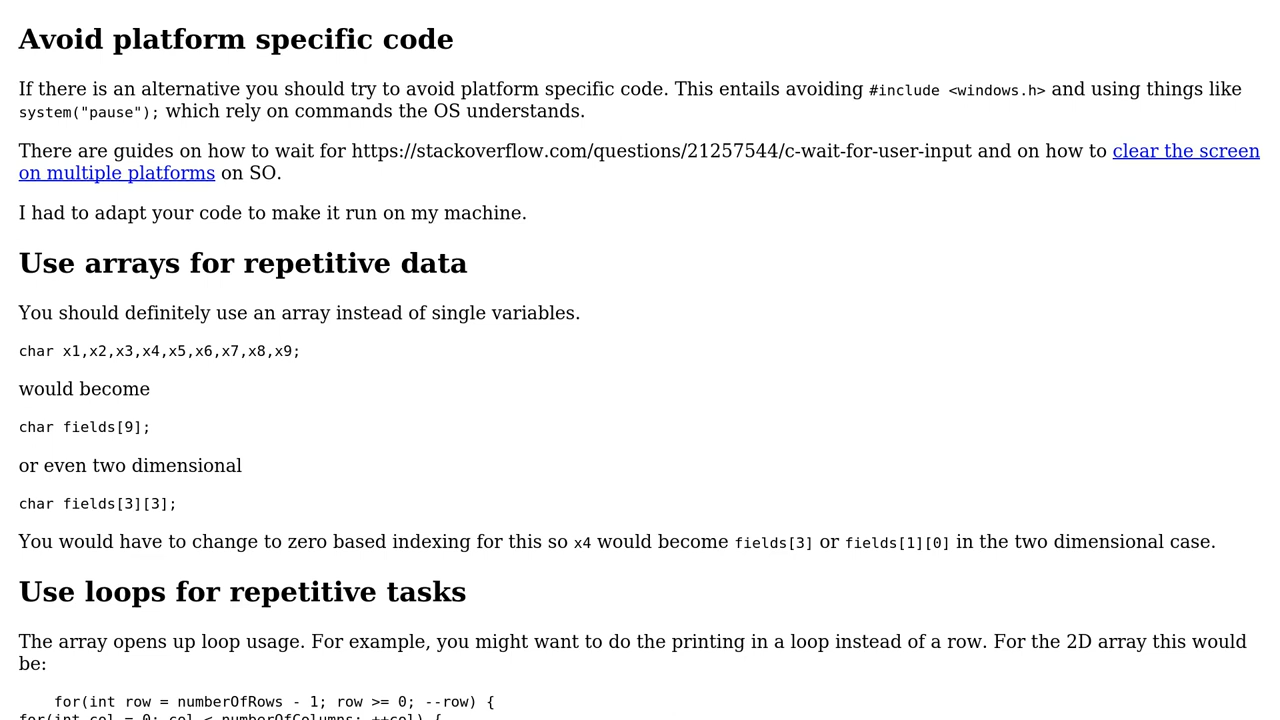 Avoid platform specific code
If there is an alternative you should try to avoid platform specific code. This entails avoiding #include <windows.h> and using things like
system("pause"); which rely on commands the OS understands.
There are guides on how to wait for https://stackoverflow.com/questions/21257544/c-wait-for-user-input and on how to clear the screen
on multiple platforms on SO.
I had to adapt your code to make it run on my machine.
Use arrays for repetitive data
You should definitely use an array instead of single variables.
char x1,x2,x3,x4,x5,x6,x7,x8,x9;
would become
char fields[9];
or even two dimensional
char fields[3][3];
You would have to change to zero based indexing for this so x4 would become fields[3] or fields[1][0] in the two dimensional case.
Use loops for repetitive tasks
The array opens up loop usage. For example, you might want to do the printing in a loop instead of a row. For the 2D array this would
be:
    for(int row = numberOfRows - 1; row >= 0; --row) {
for(int col = 0; col < numberOfColumns; ++col) {